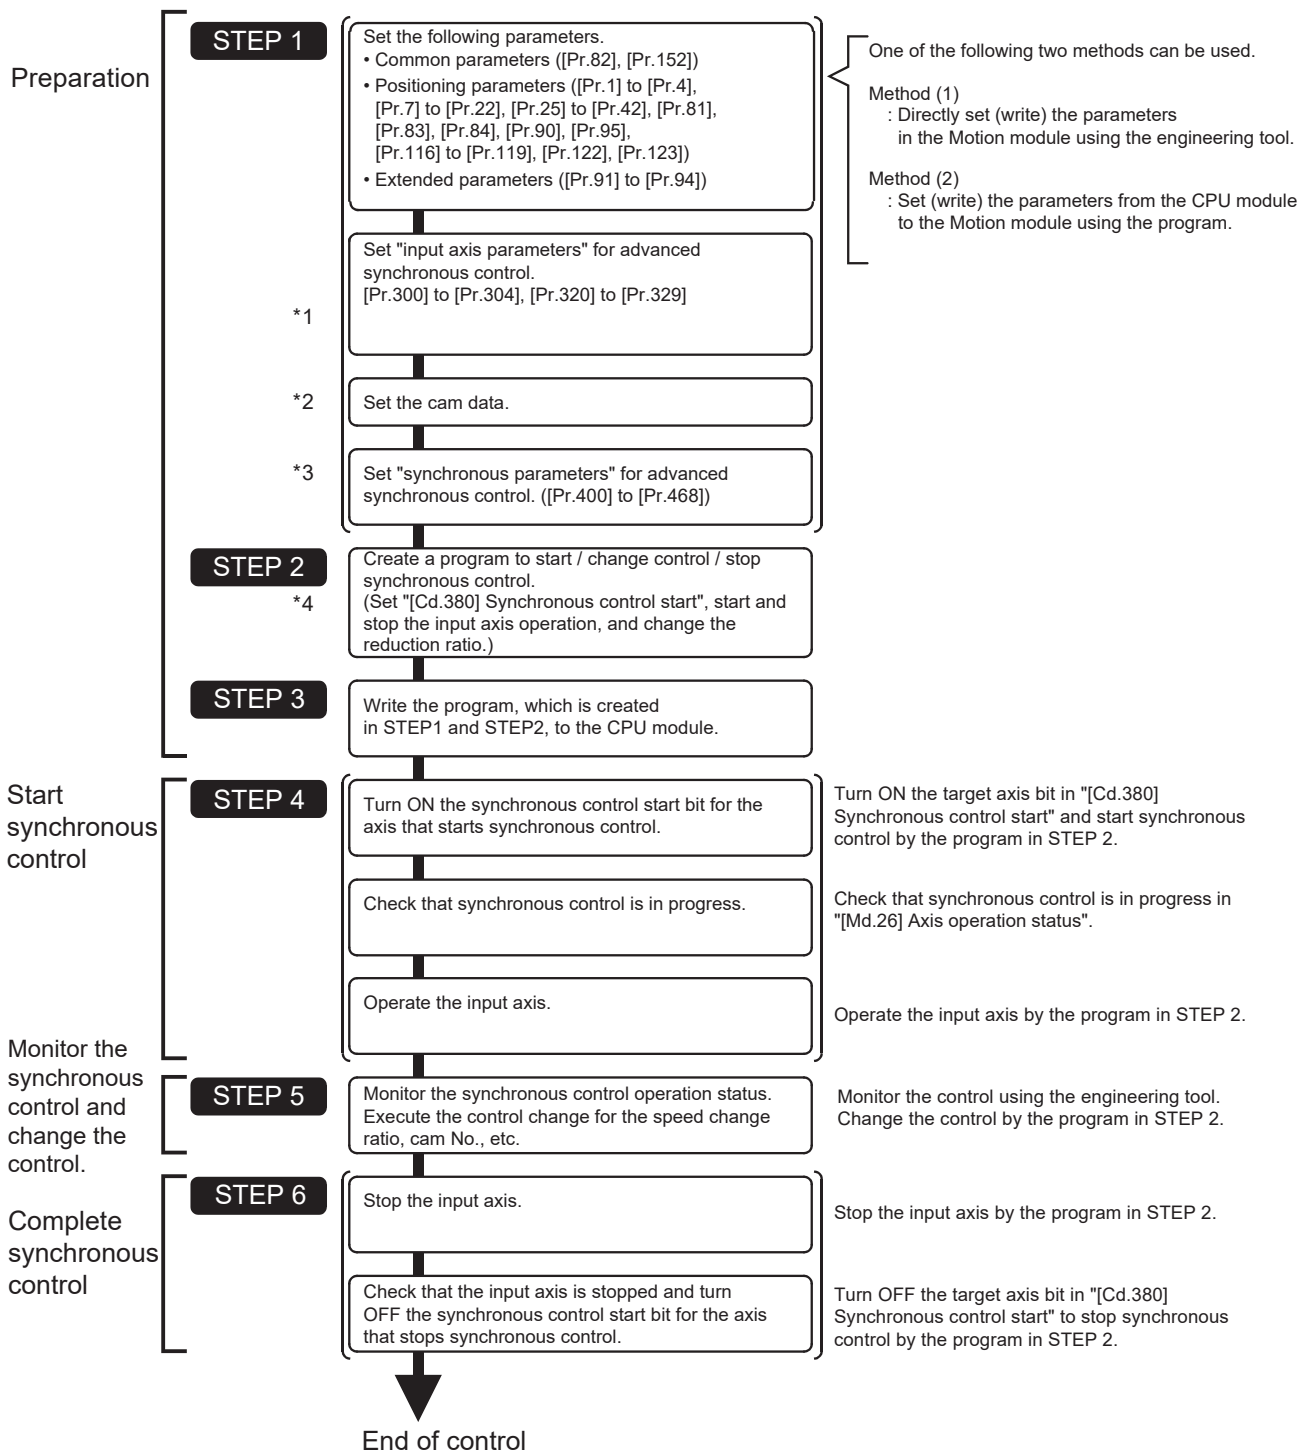 Preparation
STEP 1
Set the following parameters.
• Common parameters ([Pr.82], [Pr.152])
• Positioning parameters ([Pr.1] to [Pr.4],
[Pr.7] to [Pr.22], [Pr.25] to [Pr.42], [Pr.81],
[Pr.83], [Pr.84], [Pr.90], [Pr.95],
[Pr.116] to [Pr.119], [Pr.122], [Pr.123])
• Extended parameters ([Pr.91] to [Pr.94])
One of the following two methods can be used.
Method (1)
: Directly set (write) the parameters
in the Motion module using the engineering tool.
Method (2)
: Set (write) the parameters from the CPU module
to the Motion module using the program.
*1
Set "input axis parameters" for advanced
synchronous control.
[Pr.300] to [Pr.304], [Pr.320] to [Pr.329]
*2
Set the cam data.
*3
Set "synchronous parameters" for advanced
synchronous control. ([Pr.400] to [Pr.468])
STEP 2
*4
Create a program to start / change control / stop
synchronous control.
(Set "[Cd.380] Synchronous control start", start and
stop the input axis operation, and change the
reduction ratio.)
STEP 3
Write the program, which is created
in STEP1 and STEP2, to the CPU module.
Start
synchronous
control
STEP 4
Turn ON the synchronous control start bit for the
axis that starts synchronous control.
Turn ON the target axis bit in "[Cd.380]
Synchronous control start" and start synchronous
control by the program in STEP 2.
Check that synchronous control is in progress.
Check that synchronous control is in progress in
"[Md.26] Axis operation status".
Operate the input axis.
Operate the input axis by the program in STEP 2.
Monitor the
synchronous
control and
change the
control.
STEP 5
Monitor the synchronous control operation status.
Execute the control change for the speed change
ratio, cam No., etc.
Monitor the control using the engineering tool.
Change the control by the program in STEP 2.
Complete
synchronous
control
STEP 6
Stop the input axis.
Stop the input axis by the program in STEP 2.
Check that the input axis is stopped and turn
OFF the synchronous control start bit for the axis
that stops synchronous control.
Turn OFF the target axis bit in "[Cd.380]
Synchronous control start" to stop synchronous
control by the program in STEP 2.
End of control